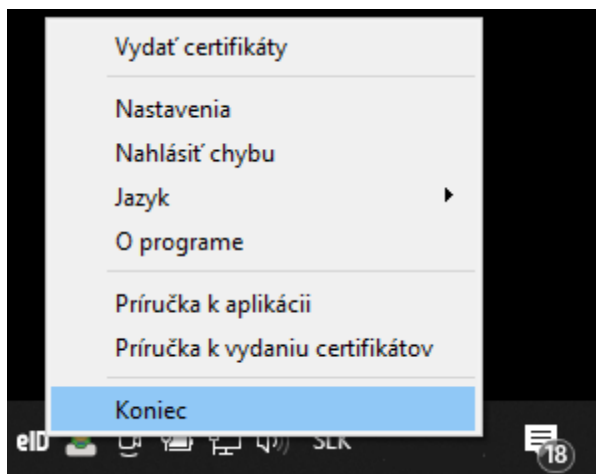 Vydať certifikáty
Nastavenia
Nahlásiť chybu
Jazyk
O programe
Príručka k aplikácii
Príručka k vydaniu certifikátov
Koniec
eID SLK 18